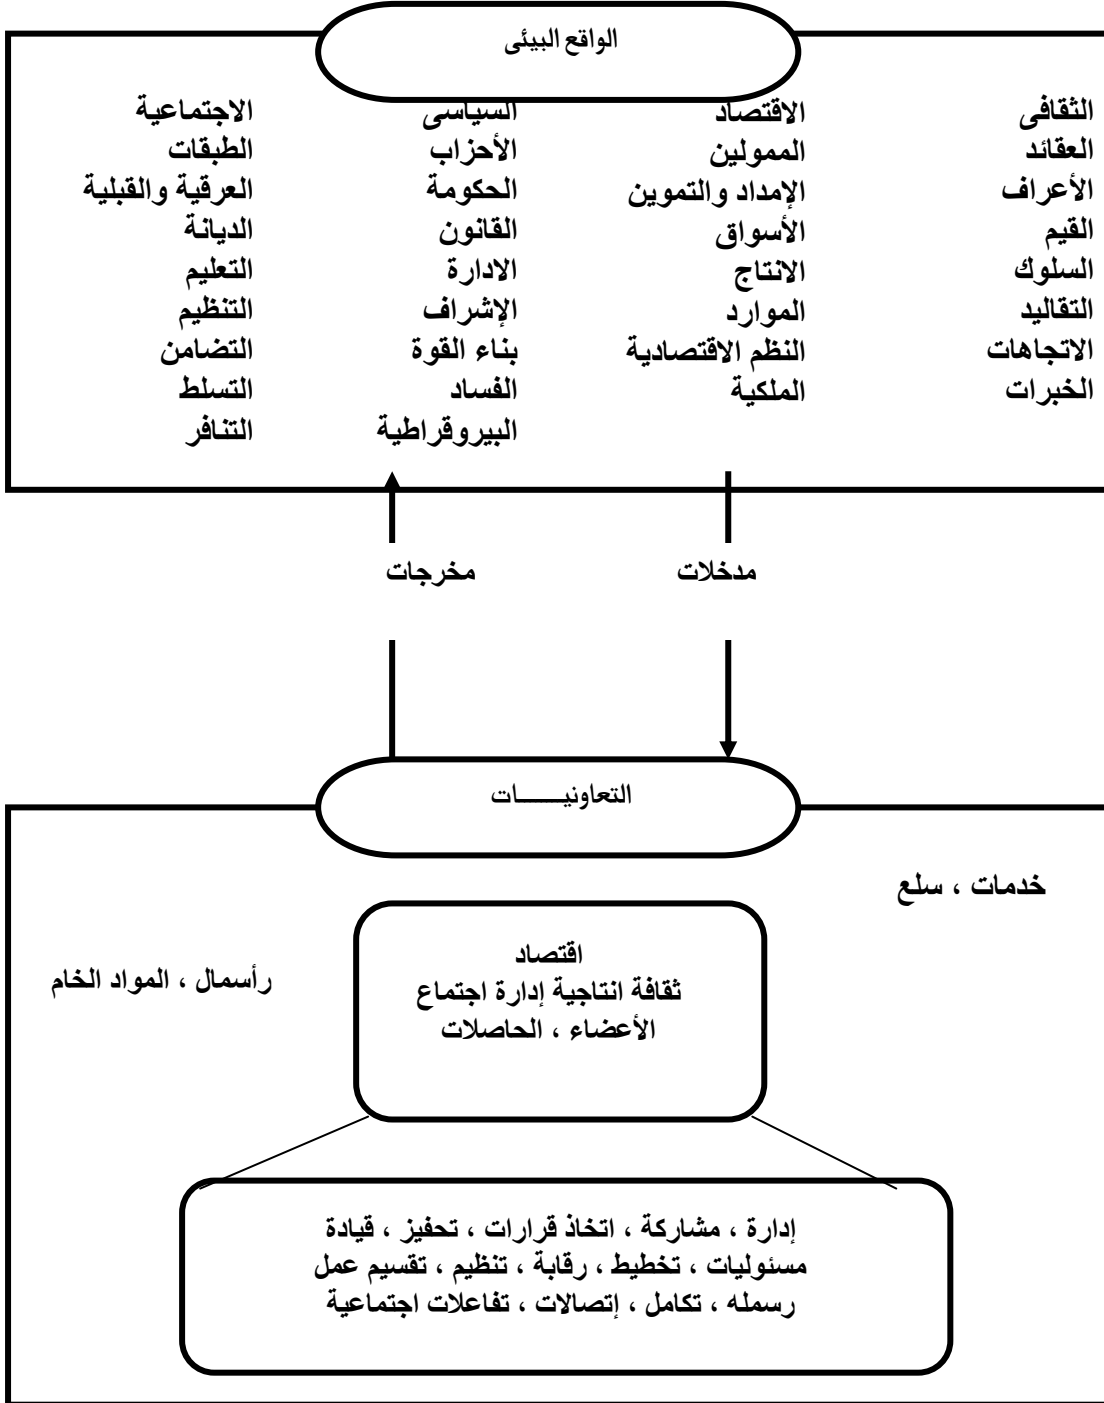 الواقع البيئى
الثقافى
العقائد
الأعراف
القيم
السلوك
التقاليد
الاتجاهات
الخبرات
الاقتصاد
الممولين
الإمداد والتموين
الأسواق
الانتاج
الموارد
النظم الاقتصادية
الملكية
السياسى
الأحزاب
الحكومة
القانون
الادارة
الإشراف
بناء القوة
الفساد
البيروقراطية
الاجتماعية
الطبقات
العرقية والقبلية
الديانة
التعليم
التنظيم
التضامن
التسلط
التنافر
مدخلات
مخرجات
التعاونيـــــــات
خدمات ، سلع
رأسمال ، المواد الخام
اقتصاد
ثقافة انتاجية إدارة اجتماع
الأعضاء ، الحاصلات
إدارة ، مشاركة ، اتخاذ قرارات ، تحفيز ، قيادة
مسئوليات ، تخطيط ، رقابة ، تنظيم ، تقسيم عمل
رسمله ، تكامل ، إتصالات ، تفاعلات اجتماعية